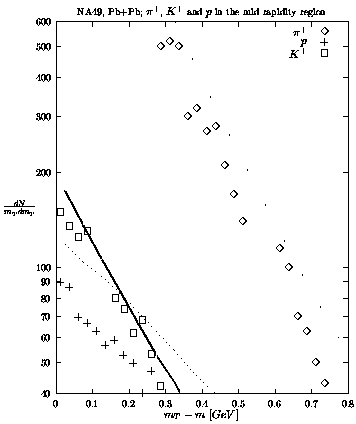 NA49, Pb+Pb; π⁺, K⁺ and p in the mid rapidity region
π⁺
p
K⁺
600
500
400
300
200
100
90
80
70
60
50
40
dN
m_T dm_T
0 0.1 0.2 0.3 0.4 0.5 0.6 0.7 0.8
m_T − m [GeV]